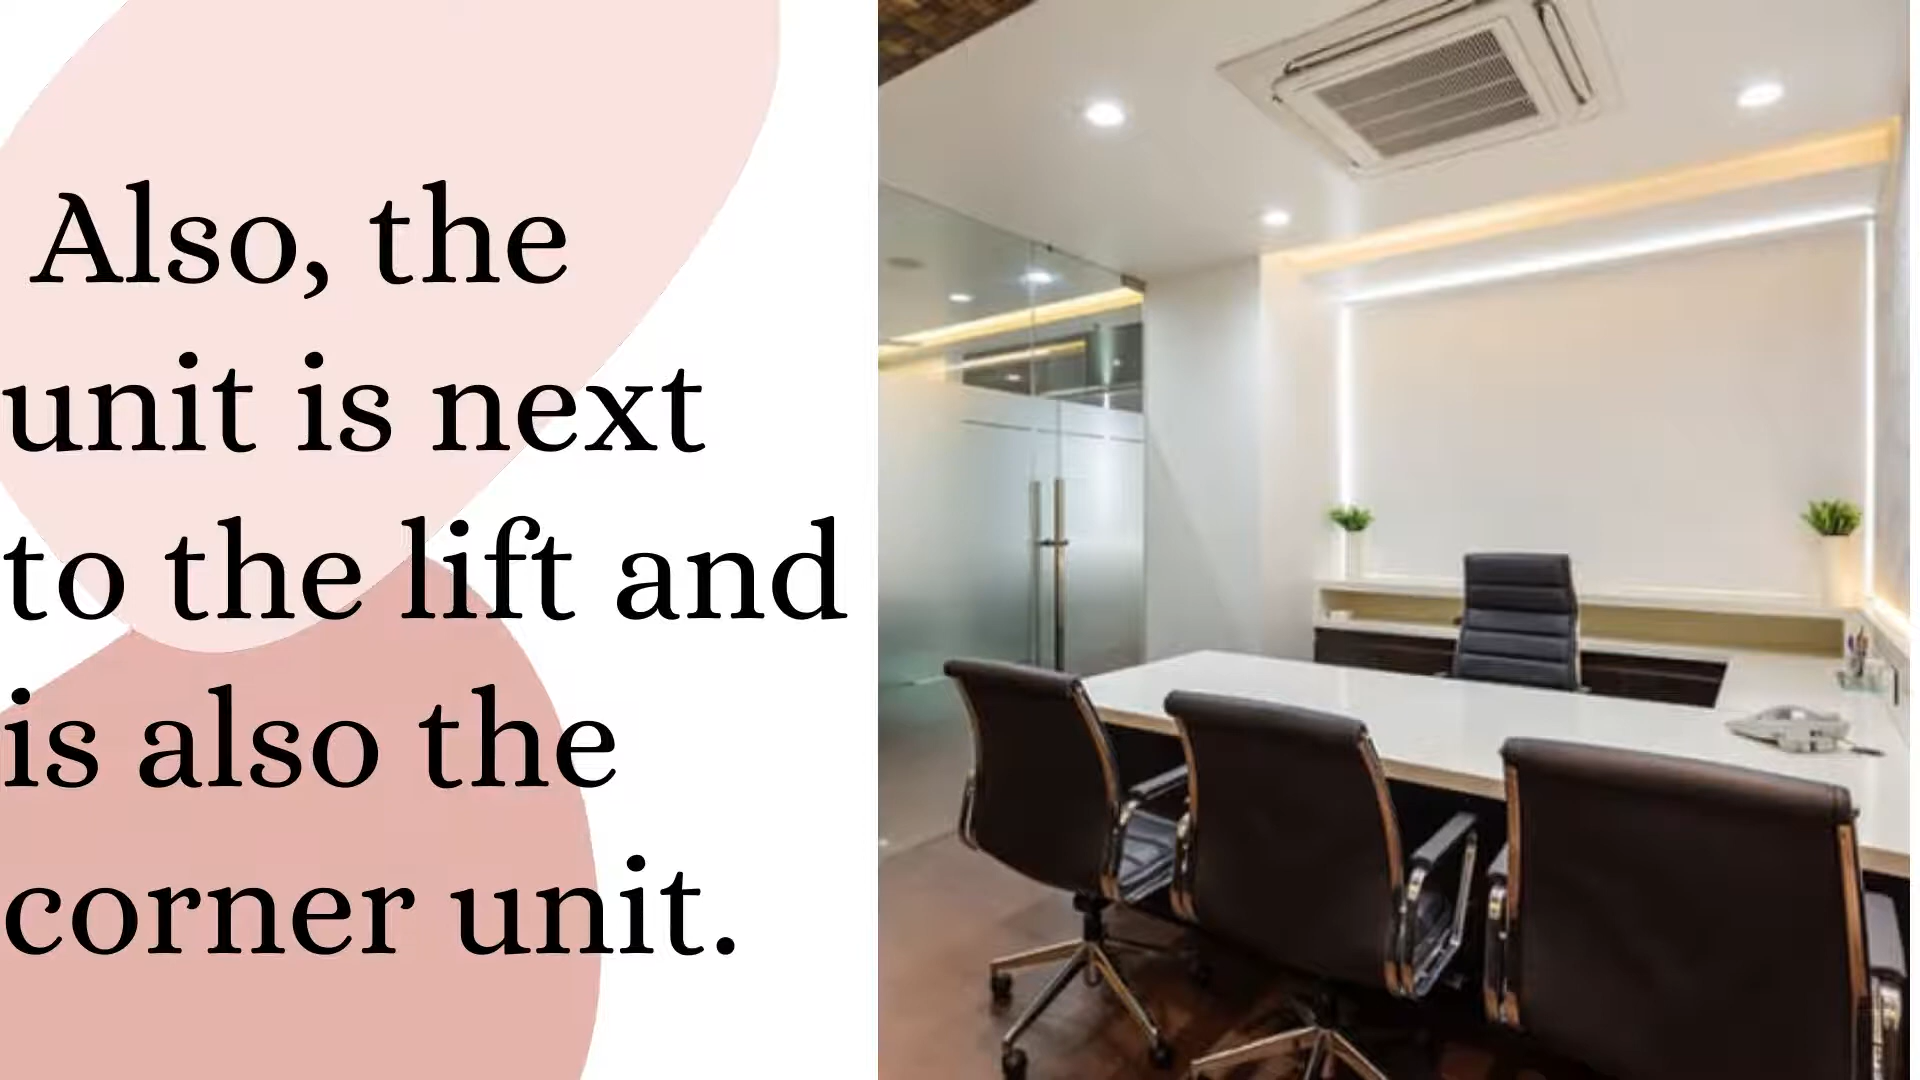 Also, the
unit is next
to the lift and
is also the
corner unit.